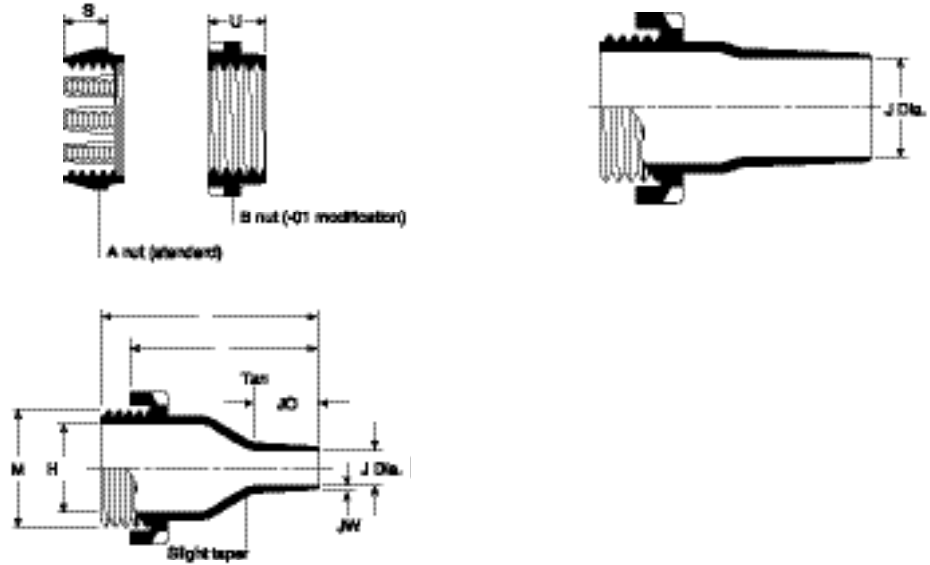 S
U
J Dia.
B nut (-01 modification)
A nut (standard)
Tan
JO
M
H
J Dia.
JW
Slight taper